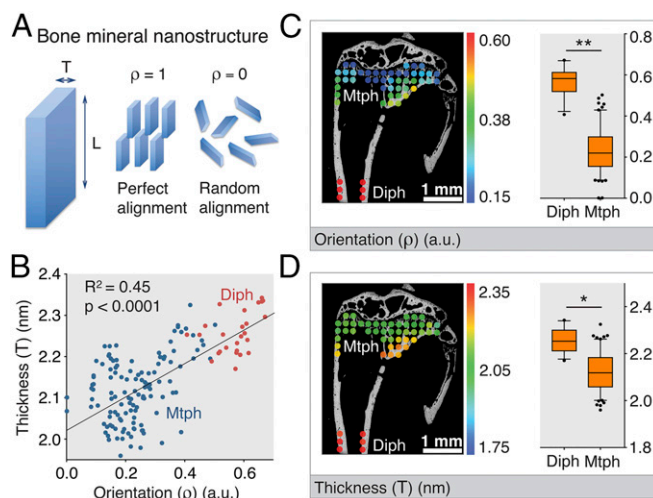 A
Bone mineral nanostructure
T
L
ρ = 1
ρ = 0
Perfect
alignment
Random
alignment
B
R² = 0.45
p < 0.0001
Diph
Mtph
Thickness (T) (nm)
2.4
2.3
2.2
2.1
2.0
0.0
0.2
0.4
0.6
Orientation (ρ) (a.u.)
C
Mtph
Diph
1 mm
0.60
0.48
0.38
0.15
**
0.8
0.6
0.4
0.2
0.0
Diph Mtph
Orientation (ρ) (a.u.)
D
Mtph
Diph
1 mm
2.35
2.05
1.75
*
2.4
2.2
2.0
1.8
Diph Mtph
Thickness (T) (nm)